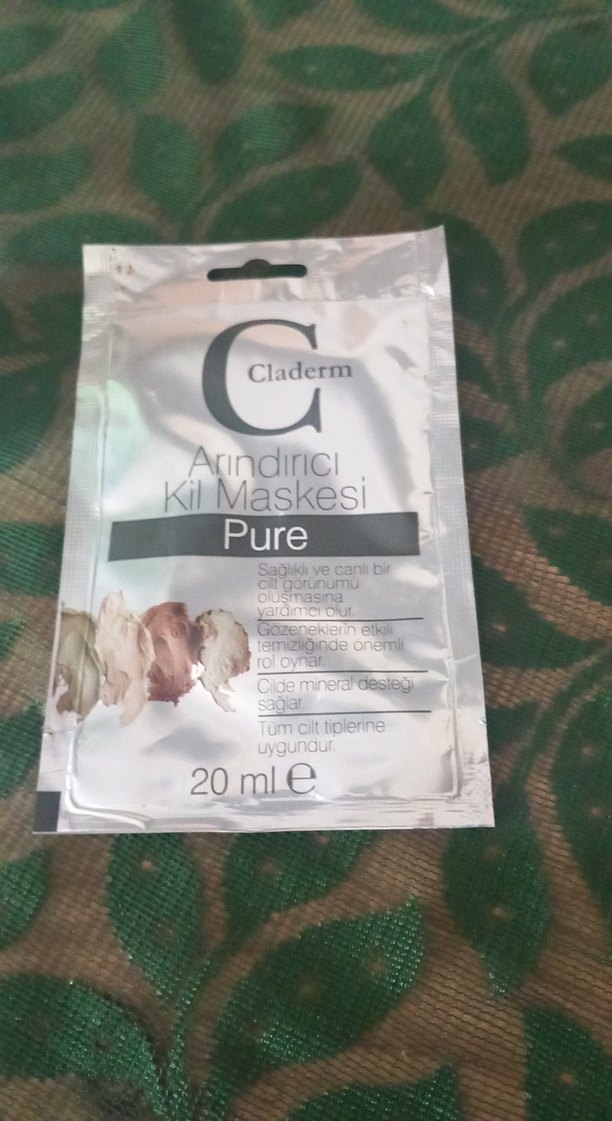 C
Claderm
Arındırıcı
Kil Maskesi
Pure
Sağlıklı ve canlı bir
cilt görünümü
oluşmasına
yardımcı olur.
Gözeneklerin etkili
temizliğinde önemli
rol oynar.
Cilde mineral desteği
sağlar.
Tüm cilt tiplerine
uygundur.
20 ml ℮